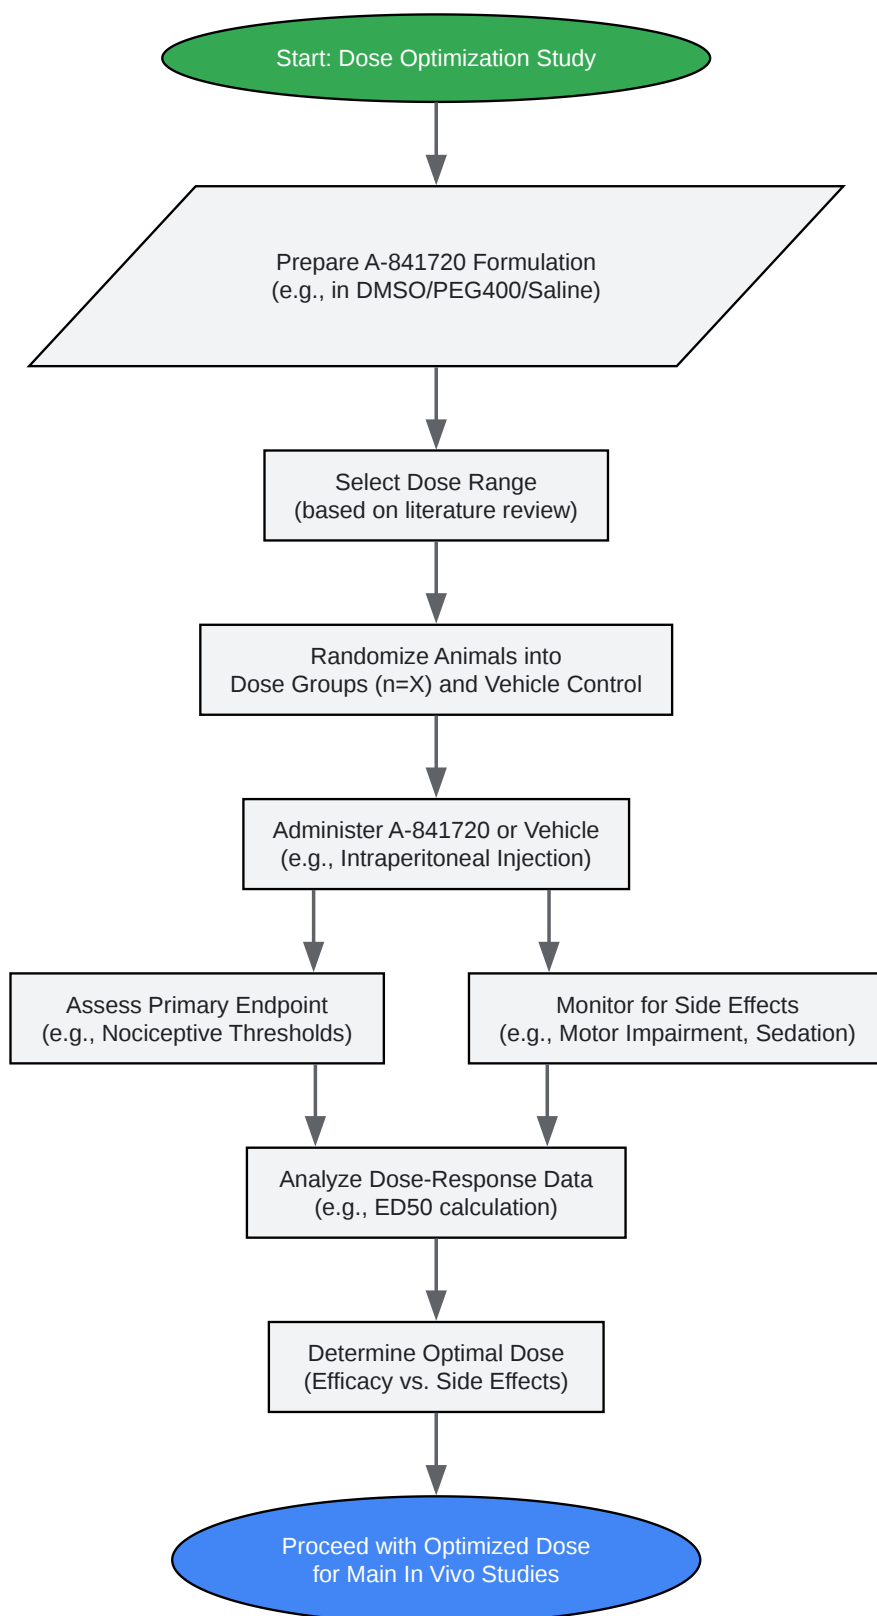 Start: Dose Optimization Study
Prepare A-841720 Formulation
(e.g., in DMSO/PEG400/Saline)
Select Dose Range
(based on literature review)
Randomize Animals into
Dose Groups (n=X) and Vehicle Control
Administer A-841720 or Vehicle
(e.g., Intraperitoneal Injection)
Assess Primary Endpoint
(e.g., Nociceptive Thresholds)
Monitor for Side Effects
(e.g., Motor Impairment, Sedation)
Analyze Dose-Response Data
(e.g., ED50 calculation)
Determine Optimal Dose
(Efficacy vs. Side Effects)
Proceed with Optimized Dose
for Main In Vivo Studies